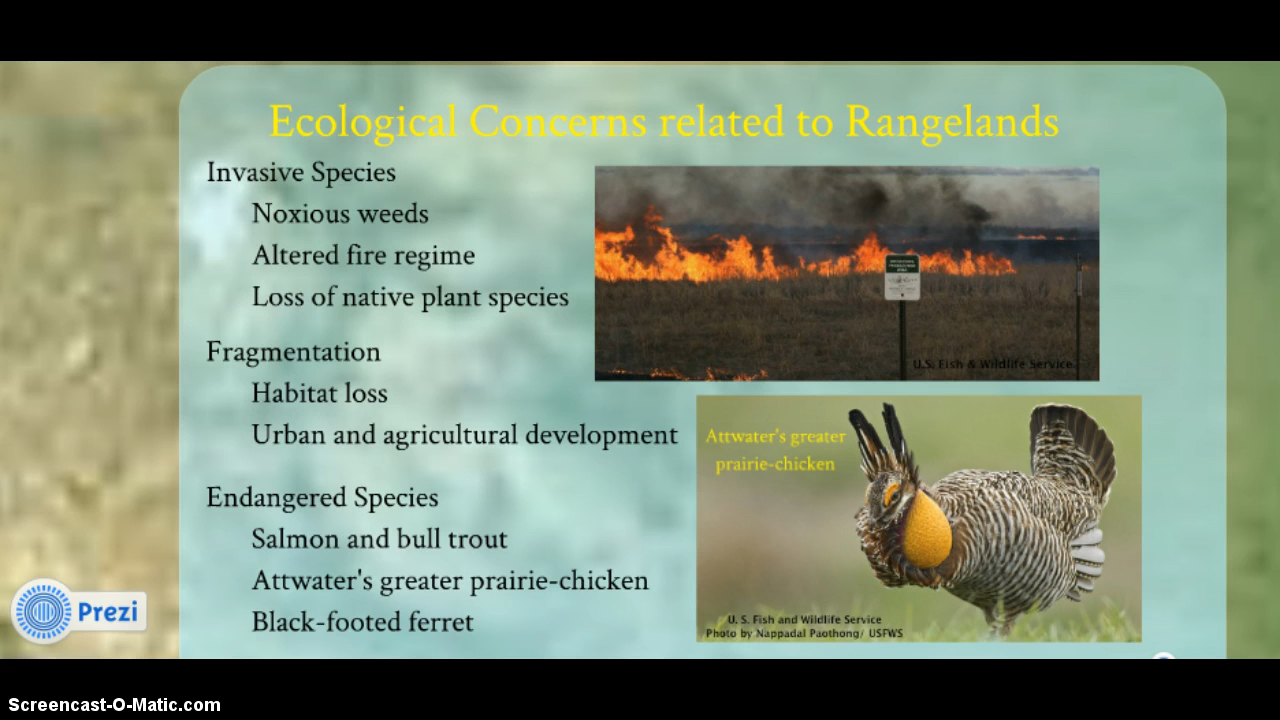 Ecological Concerns related to Rangelands
Invasive Species
Noxious weeds
Altered fire regime
Loss of native plant species
Fragmentation
Habitat loss
Urban and agricultural development
Endangered Species
Salmon and bull trout
Attwater's greater prairie-chicken
Black-footed ferret
U.S. Fish & Wildlife Service
Attwater's greater
prairie-chicken
U. S. Fish and Wildlife Service
Photo by Nappadal Paothong/ USFWS
Prezi
Screencast-O-Matic.com